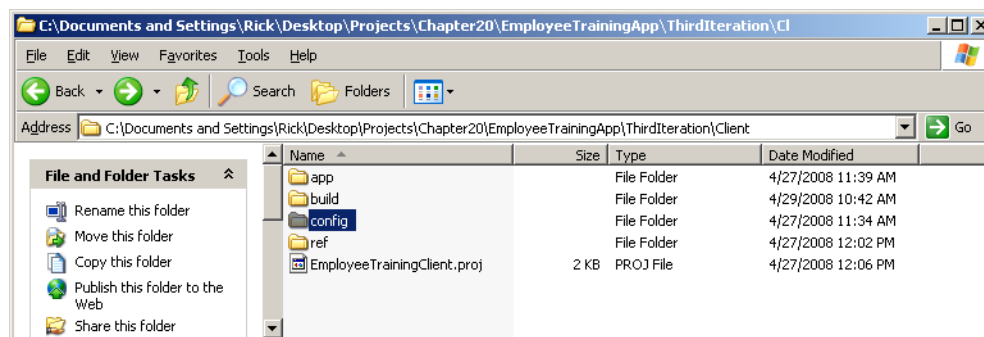 C:\Documents and Settings\Rick\Desktop\Projects\Chapter20\EmployeeTrainingApp\ThirdIteration\Cl
File Edit View Favorites Tools Help
Back Search Folders
Address C:\Documents and Settings\Rick\Desktop\Projects\Chapter20\EmployeeTrainingApp\ThirdIteration\Client Go
Name Size Type Date Modified
File and Folder Tasks
Rename this folder
Move this folder
Copy this folder
Publish this folder to the
Web
Share this folder
app File Folder 4/27/2008 11:39 AM
build File Folder 4/29/2008 10:42 AM
config File Folder 4/27/2008 11:34 AM
ref File Folder 4/27/2008 12:02 PM
EmployeeTrainingClient.proj 2 KB PROJ File 4/27/2008 12:06 PM